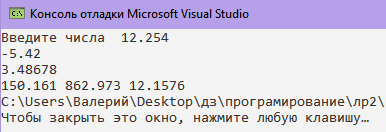 Консоль отладки Microsoft Visual Studio
Введите числа  12.254
-5.42
3.48678
150.161 862.973 12.1576
C:\Users\Валерий\Desktop\дз\програмирование\лр2\
Чтобы закрыть это окно, нажмите любую клавишу…